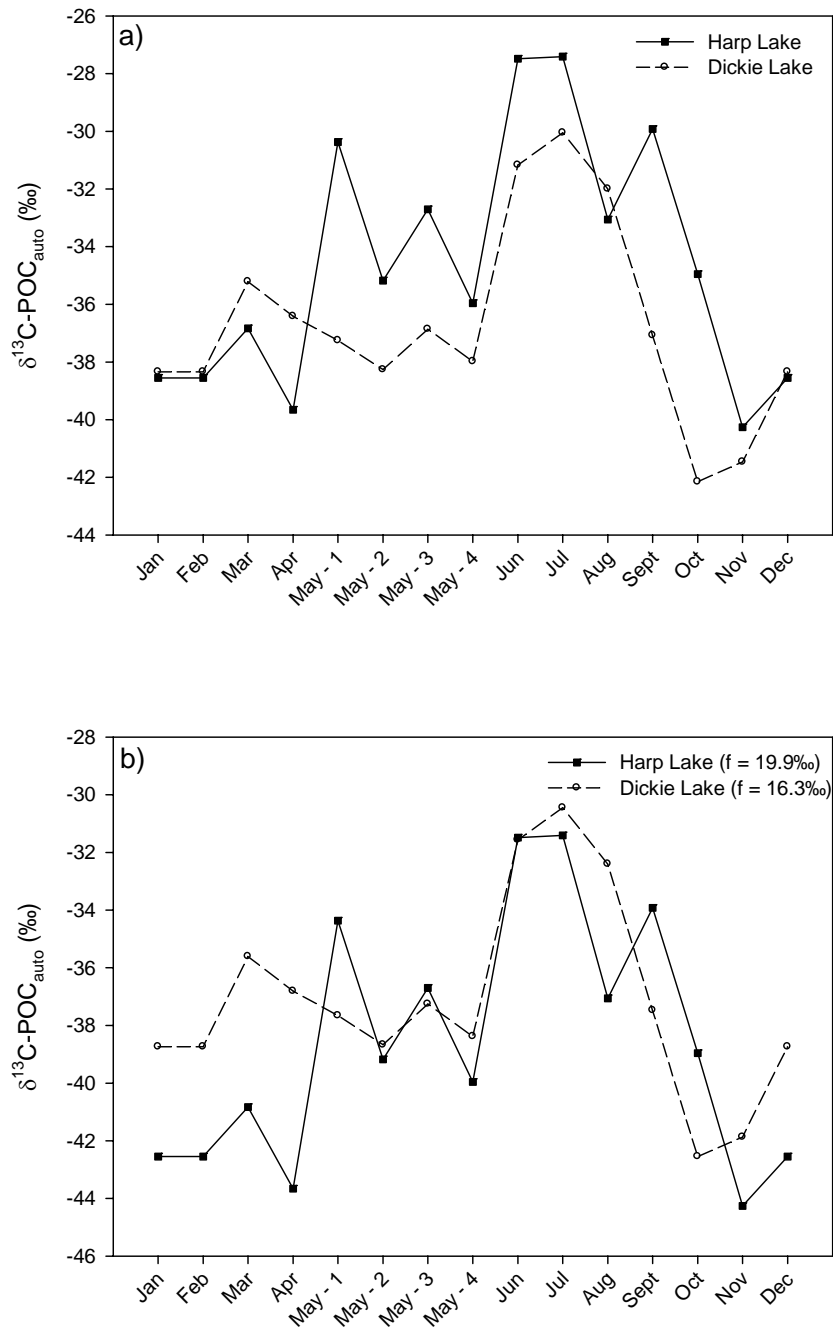 a)
Harp Lake
Dickie Lake
δ¹³C-POCauto (‰)
-26
-28
-30
-32
-34
-36
-38
-40
-42
-44
Jan Feb Mar Apr May - 1 May - 2 May - 3 May - 4 Jun Jul Aug Sept Oct Nov Dec
b)
Harp Lake (f = 19.9‰)
Dickie Lake (f = 16.3‰)
δ¹³C-POCauto (‰)
-28
-30
-32
-34
-36
-38
-40
-42
-44
-46
Jan Feb Mar Apr May - 1 May - 2 May - 3 May - 4 Jun Jul Aug Sept Oct Nov Dec